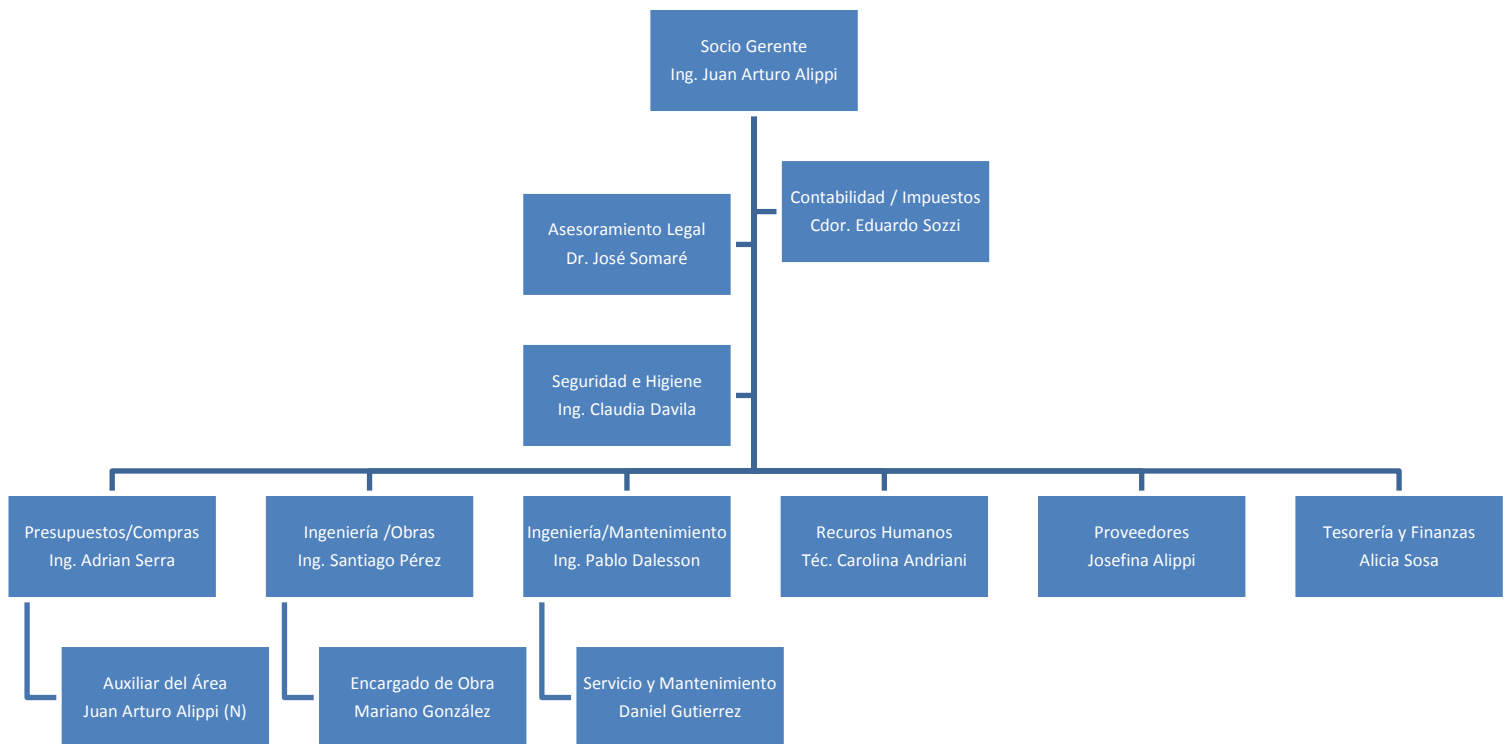 Socio Gerente
Ing. Juan Arturo Alippi
Contabilidad / Impuestos
Cdor. Eduardo Sozzi
Asesoramiento Legal
Dr. José Somaré
Seguridad e Higiene
Ing. Claudia Davila
Presupuestos/Compras
Ing. Adrian Serra
Ingeniería /Obras
Ing. Santiago Pérez
Ingeniería/Mantenimiento
Ing. Pablo Dalesson
Recuros Humanos
Téc. Carolina Andriani
Proveedores
Josefina Alippi
Tesorería y Finanzas
Alicia Sosa
Auxiliar del Área
Juan Arturo Alippi (N)
Encargado de Obra
Mariano González
Servicio y Mantenimiento
Daniel Gutierrez